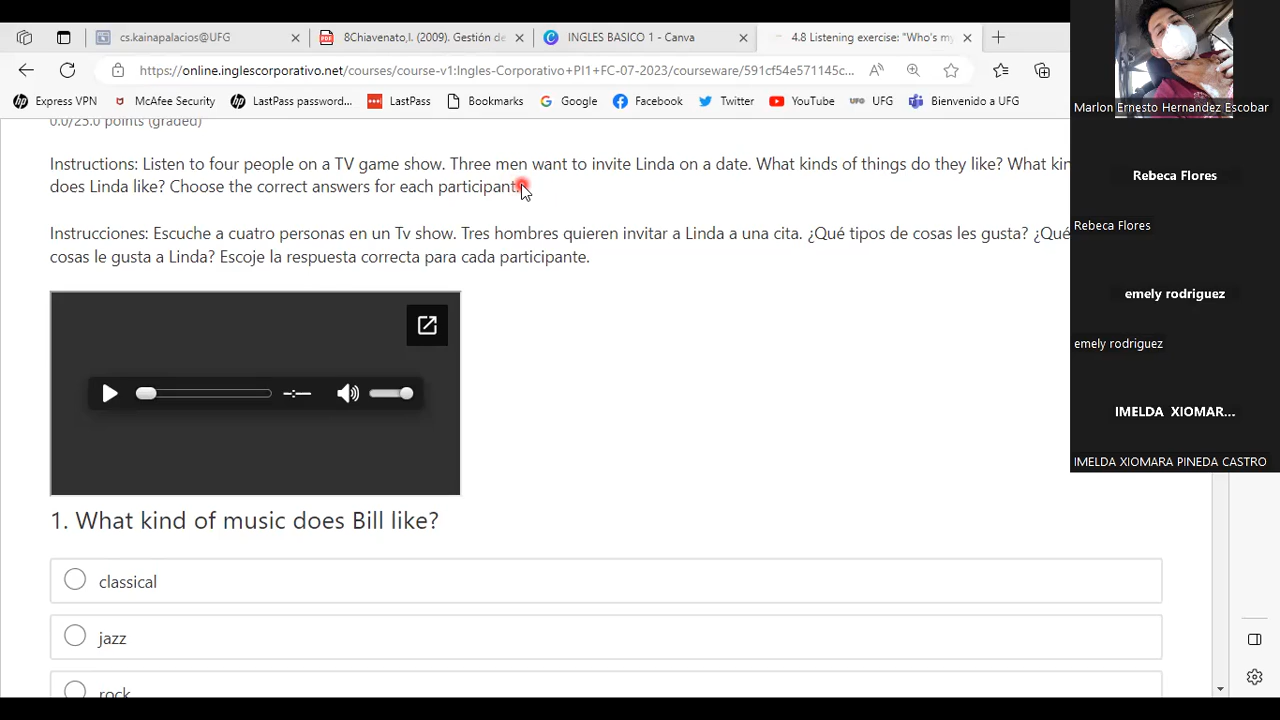 cs.kainapalacios@UFG
8Chiavenato,I. (2009). Gestión de
INGLES BASICO 1 - Canva
4.8 Listening exercise: "Who's my
https://online.inglescorporativo.net/courses/course-v1:Ingles-Corporativo+PI1+FC-07-2023/courseware/591cf54e571145c...
Express VPN
McAfee Security
LastPass password...
LastPass
Bookmarks
Google
Facebook
Twitter
YouTube
UFG
Bienvenido a UFG
0.0/25.0 points (graded)
Instructions: Listen to four people on a TV game show. Three men want to invite Linda on a date. What kinds of things do they like? What kin
does Linda like? Choose the correct answers for each participant.
Instrucciones: Escuche a cuatro personas en un Tv show. Tres hombres quieren invitar a Linda a una cita. ¿Qué tipos de cosas les gusta? ¿Qué
cosas le gusta a Linda? Escoje la respuesta correcta para cada participante.
-:--
1. What kind of music does Bill like?
classical
jazz
rock
Marlon Ernesto Hernandez Escobar
Rebeca Flores
Rebeca Flores
emely rodriguez
emely rodriguez
IMELDA XIOMAR...
IMELDA XIOMARA PINEDA CASTRO